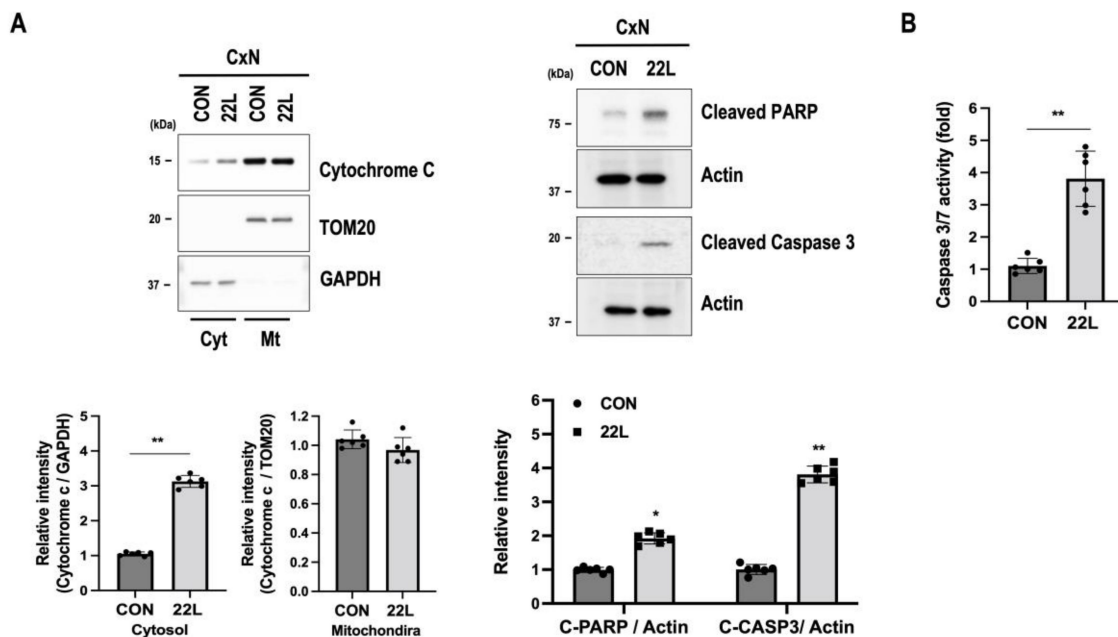 A
CxN
CON 22L CON 22L
(kDa)
15 Cytochrome C
20 TOM20
37 GAPDH
Cyt Mt
CxN
(kDa) CON 22L
75 Cleaved PARP
37 Actin
20 Cleaved Caspase 3
37 Actin
B
Caspase 3/7 activity (fold)
6
5
4
3
2
1
0
**
CON 22L
Relative intensity
(Cytochrome c / GAPDH)
5
4
3
2
1
0
**
CON 22L
Cytosol
Relative intensity
(Cytochrome c / TOM20)
1.2
1.0
0.8
0.6
0.4
0.2
0.0
CON 22L
Mitochondira
Relative intensity
6
5
4
3
2
1
0
CON
22L
*
**
C-PARP / Actin C-CASP3/ Actin